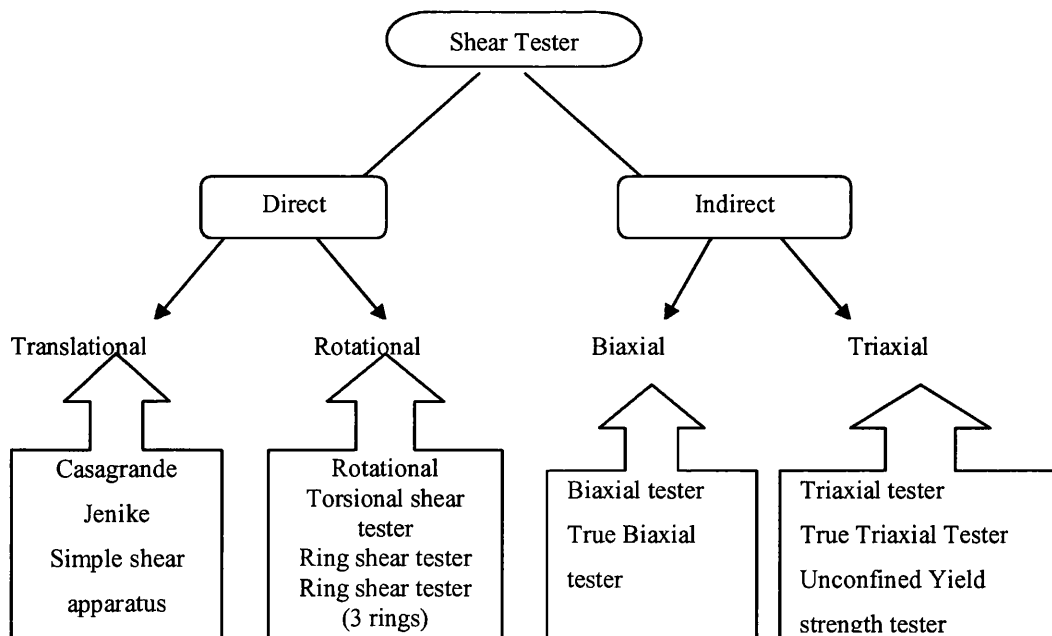 Shear Tester
Direct
Indirect
Translational
Rotational
Biaxial
Triaxial
Casagrande
Jenike
Simple shear
apparatus
Rotational
Torsional shear
tester
Ring shear tester
Ring shear tester
(3 rings)
Biaxial tester
True Biaxial
tester
Triaxial tester
True Triaxial Tester
Unconfined Yield
strength tester